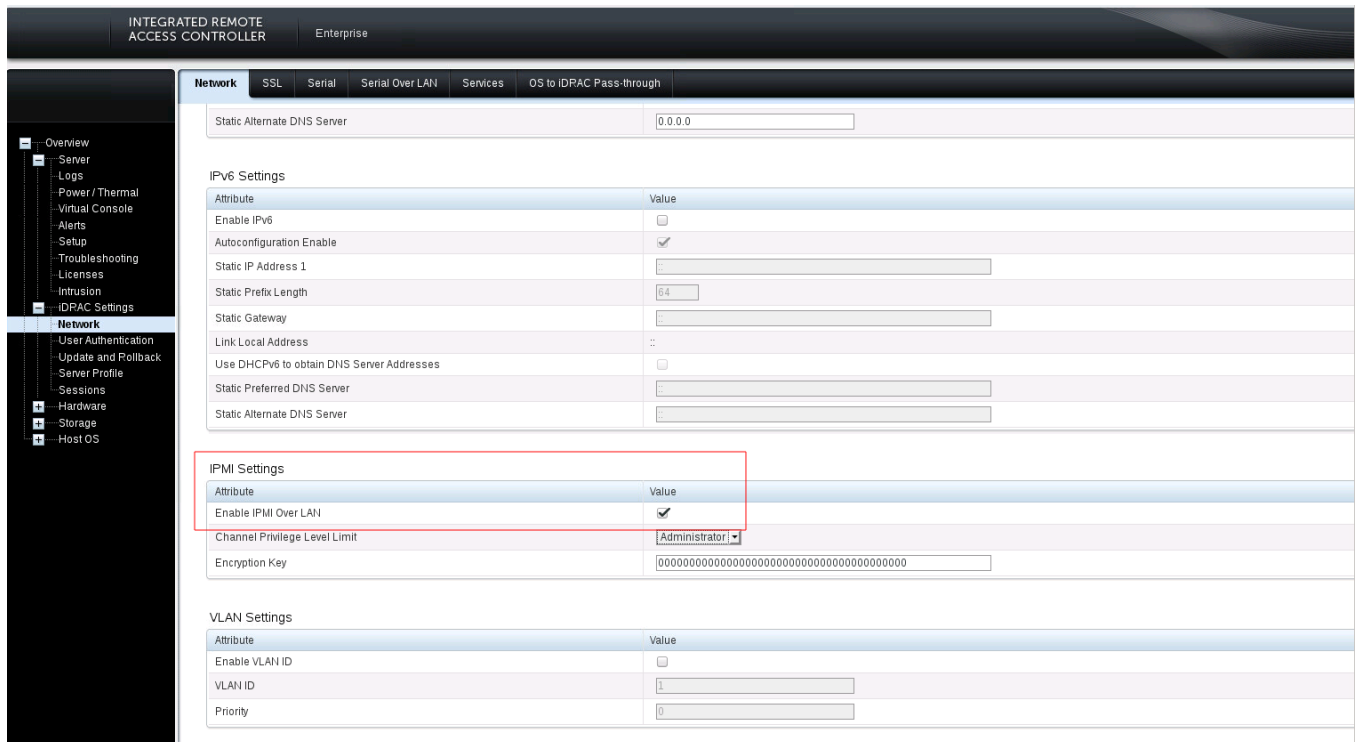 INTEGRATED REMOTE
ACCESS CONTROLLER
Enterprise
Network SSL Serial Serial Over LAN Services OS to iDRAC Pass-through
Overview
Server
Logs
Power / Thermal
Virtual Console
Alerts
Setup
Troubleshooting
Licenses
Intrusion
iDRAC Settings
Network
User Authentication
Update and Rollback
Server Profile
Sessions
Hardware
Storage
Host OS
Static Alternate DNS Server 0.0.0.0
IPv6 Settings
Attribute Value
Enable IPv6
Autoconfiguration Enable
Static IP Address 1 ::
Static Prefix Length 64
Static Gateway ::
Link Local Address ::
Use DHCPv6 to obtain DNS Server Addresses
Static Preferred DNS Server ::
Static Alternate DNS Server ::
IPMI Settings
Attribute Value
Enable IPMI Over LAN
Channel Privilege Level Limit Administrator
Encryption Key 0000000000000000000000000000000000000000
VLAN Settings
Attribute Value
Enable VLAN ID
VLAN ID 1
Priority 0